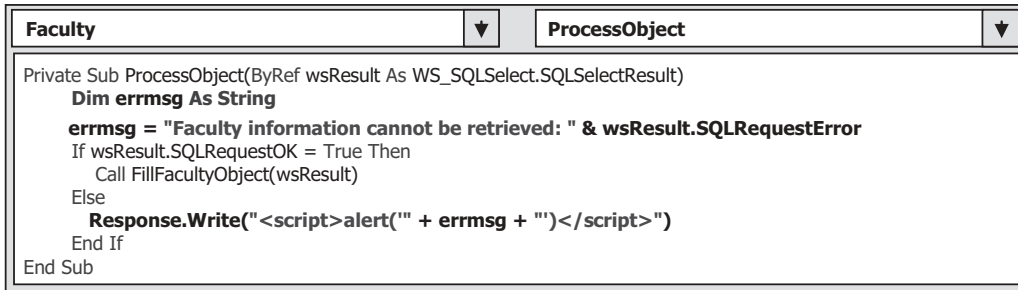 Faculty
ProcessObject
Private Sub ProcessObject(ByRef wsResult As WS_SQLSelect.SQLSelectResult)
Dim errmsg As String
errmsg = "Faculty information cannot be retrieved: " & wsResult.SQLRequestError
If wsResult.SQLRequestOK = True Then
Call FillFacultyObject(wsResult)
Else
Response.Write("<script>alert('" + errmsg + "')</script>")
End If
End Sub